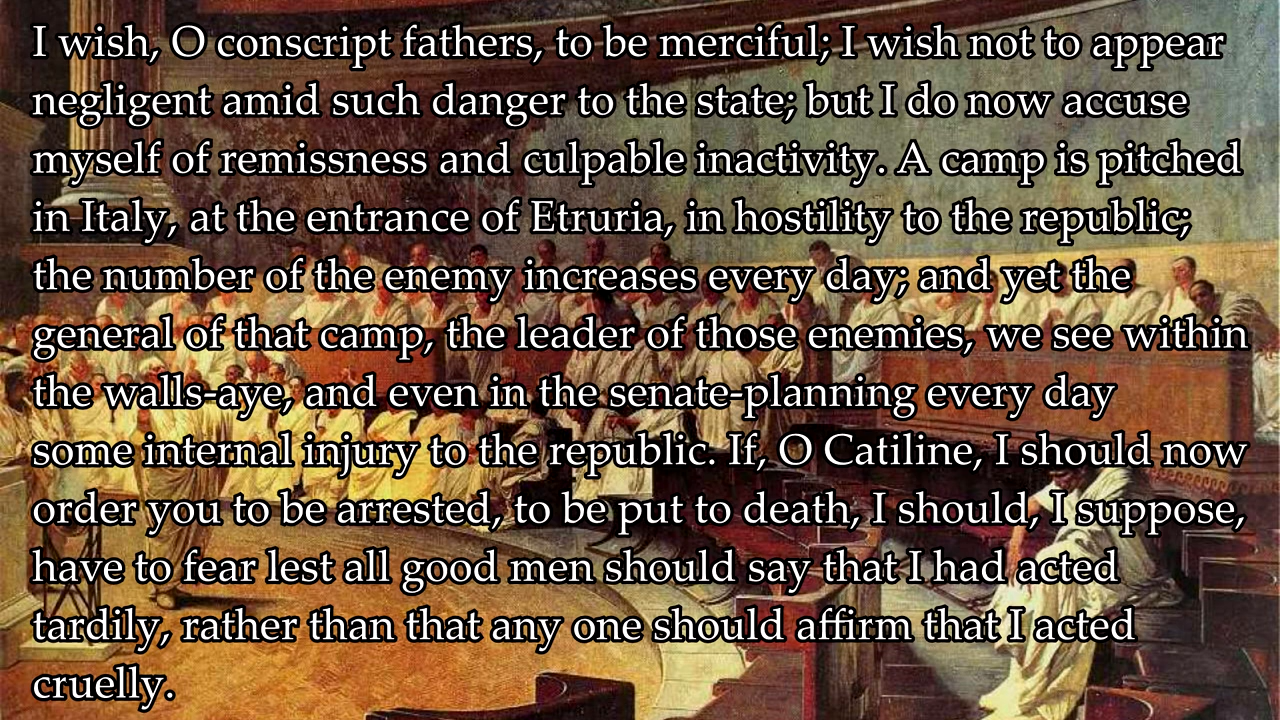 I wish, O conscript fathers, to be merciful; I wish not to appear
negligent amid such danger to the state; but I do now accuse
myself of remissness and culpable inactivity. A camp is pitched
in Italy, at the entrance of Etruria, in hostility to the republic;
the number of the enemy increases every day; and yet the
general of that camp, the leader of those enemies, we see within
the walls-aye, and even in the senate-planning every day
some internal injury to the republic. If, O Catiline, I should now
order you to be arrested, to be put to death, I should, I suppose,
have to fear lest all good men should say that I had acted
tardily, rather than that any one should affirm that I acted
cruelly.